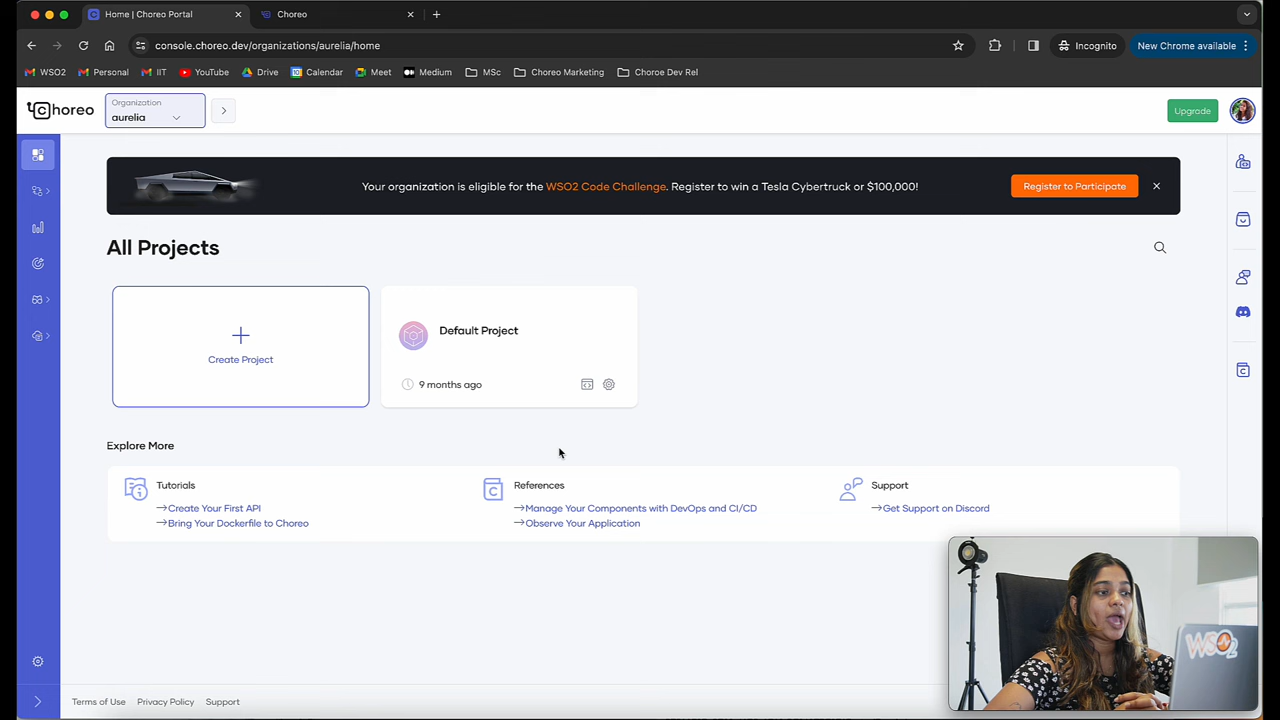 Home | Choreo Portal
Choreo
console.choreo.dev/organizations/aurelia/home
Incognito
New Chrome available
WSO2
Personal
IIT
YouTube
Drive
Calendar
Meet
Medium
MSc
Choreo Marketing
Choroe Dev Rel
Choreo
Organization
aurelia
Upgrade
Your organization is eligible for the WSO2 Code Challenge. Register to win a Tesla Cybertruck or $100,000!
Register to Participate
All Projects
Create Project
Default Project
9 months ago
Explore More
Tutorials
Create Your First API
Bring Your Dockerfile to Choreo
References
Manage Your Components with DevOps and CI/CD
Observe Your Application
Support
Get Support on Discord
WSO2
Terms of Use
Privacy Policy
Support